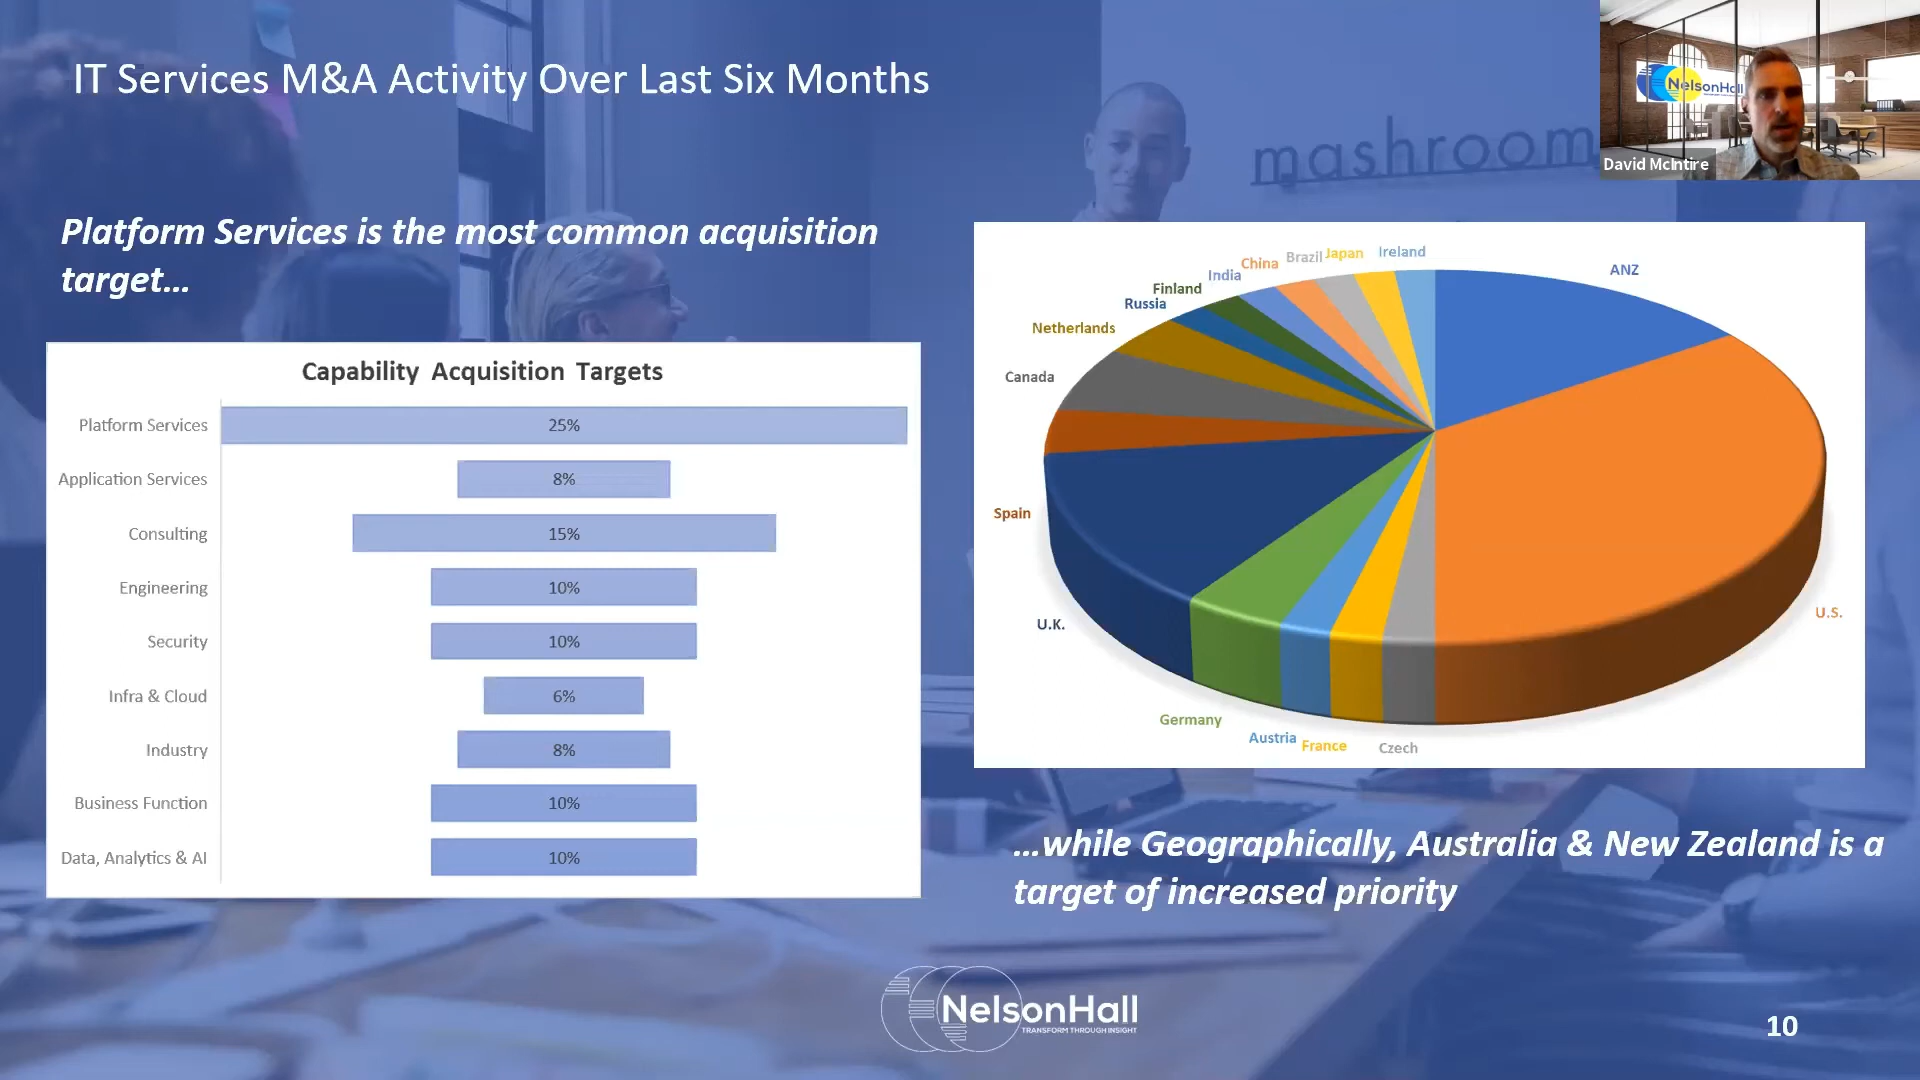 IT Services M&A Activity Over Last Six Months
mashroom
NelsonHall
David McIntire
Platform Services is the most common acquisition
target...
Capability Acquisition Targets
Platform Services 25%
Application Services 8%
Consulting 15%
Engineering 10%
Security 10%
Infra & Cloud 6%
Industry 8%
Business Function 10%
Data, Analytics & AI 10%
ANZ
U.S.
Czech
France
Austria
Germany
U.K.
Spain
Canada
Netherlands
Russia
Finland
India
China
Brazil
Japan
Ireland
...while Geographically, Australia & New Zealand is a
target of increased priority
NelsonHall
TRANSFORM THROUGH INSIGHT
10